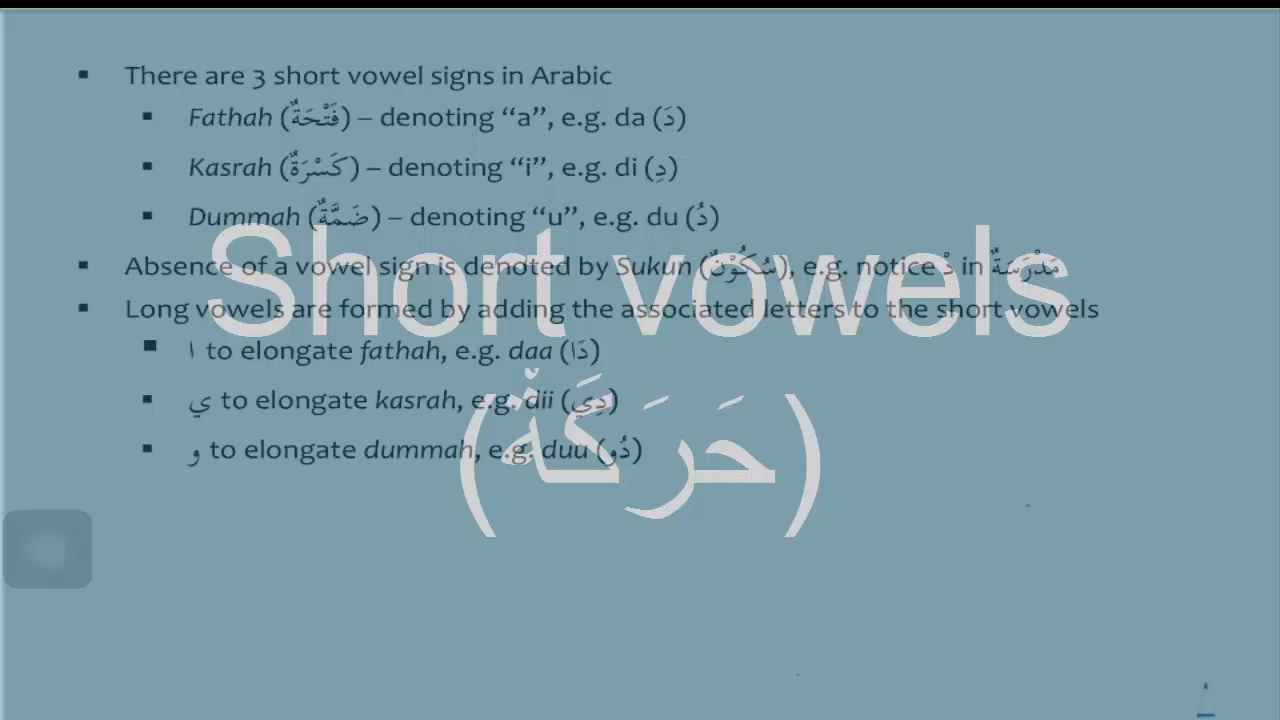 ▪ There are 3 short vowel signs in Arabic
▪ Fathah (فَتْحَةٌ) – denoting “a”, e.g. da (دَ)
▪ Kasrah (كَسْرَةٌ) – denoting “i”, e.g. di (دِ)
▪ Dummah (ضَمَّةٌ) – denoting “u”, e.g. du (دُ)
▪ Absence of a vowel sign is denoted by Sukun (سُكُوْنٌ), e.g. notice دْ in مَدْرَسَةٌ
▪ Long vowels are formed by adding the associated letters to the short vowels
▪ ا to elongate fathah, e.g. daa (دَا)
▪ ي to elongate kasrah, e.g. dii (دِي)
▪ و to elongate dummah, e.g. duu (دُو)
Short vowels
(حَرَكَةْ)